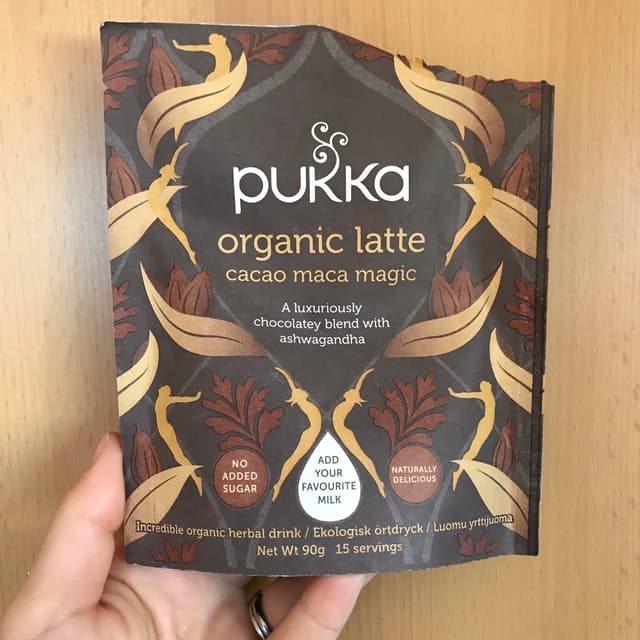 pukka
organic latte
cacao maca magic
A luxuriously
chocolatey blend with
ashwagandha
NO
ADDED
SUGAR
ADD
YOUR
FAVOURITE
MILK
NATURALLY
DELICIOUS
Incredible organic herbal drink / Ekologisk örtdryck / Luomu yrttijuoma
Net Wt 90g 15 servings